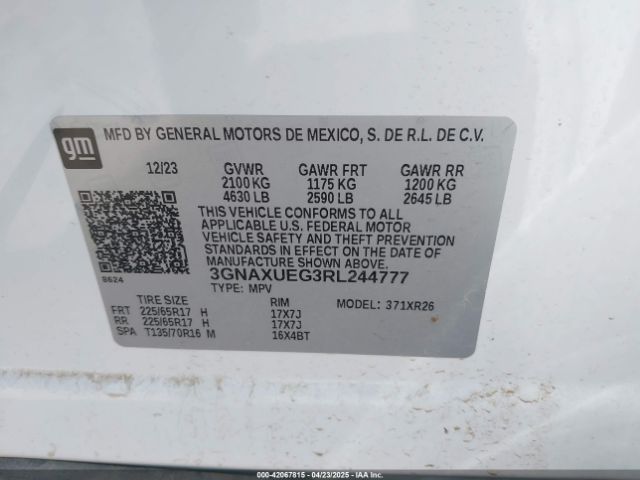 gm
MFD BY GENERAL MOTORS DE MEXICO, S. DE R.L. DE C.V.
12/23 GVWR GAWR FRT GAWR RR
2100 KG 1175 KG 1200 KG
4630 LB 2590 LB 2645 LB
THIS VEHICLE CONFORMS TO ALL
APPLICABLE U.S. FEDERAL MOTOR
VEHICLE SAFETY AND THEFT PREVENTION
STANDARDS IN EFFECT ON THE DATE OF
MANUFACTURE SHOWN ABOVE.
8624
3GNAXUEG3RL244777
TYPE: MPV
TIRE SIZE RIM MODEL: 371XR26
FRT 225/65R17 H 17X7J
RR 225/65R17 H 17X7J
SPA T135/70R16 M 16X4BT
000-42067815 - 04/23/2025 - COPYRIGHT IAA, LLC.